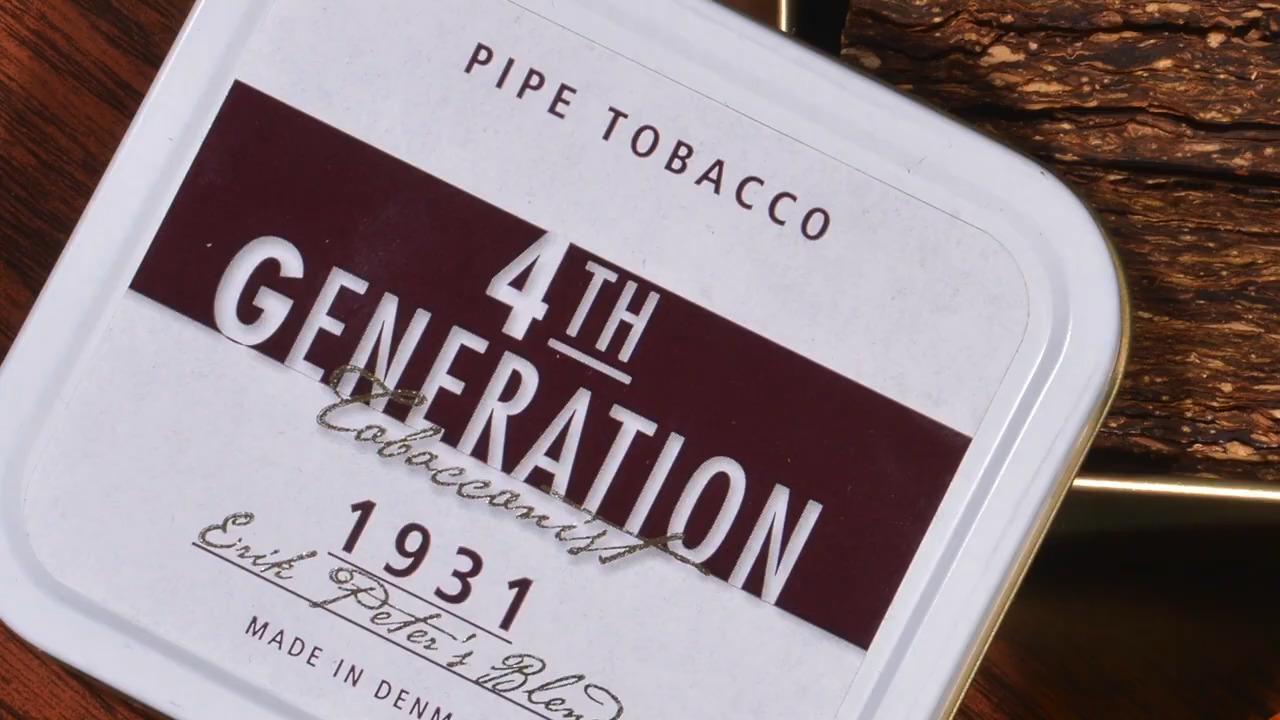 PIPE TOBACCO
4TH
GENERATION
Tobacconist
1931
Erik Peter's Blend
MADE IN DENM